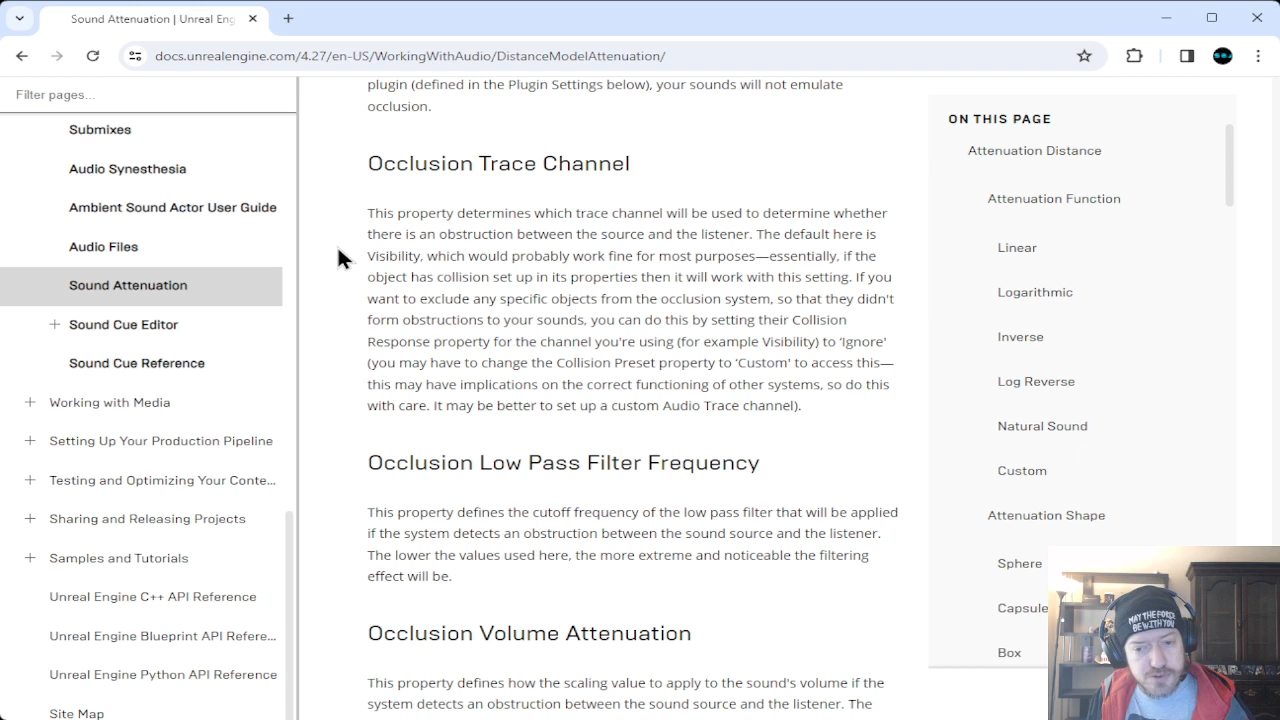 Sound Attenuation | Unreal Eng
docs.unrealengine.com/4.27/en-US/WorkingWithAudio/DistanceModelAttenuation/
Filter pages...
Submixes
Audio Synesthesia
Ambient Sound Actor User Guide
Audio Files
Sound Attenuation
Sound Cue Editor
Sound Cue Reference
Working with Media
Setting Up Your Production Pipeline
Testing and Optimizing Your Conte...
Sharing and Releasing Projects
Samples and Tutorials
Unreal Engine C++ API Reference
Unreal Engine Blueprint API Refere...
Unreal Engine Python API Reference
Site Map
plugin (defined in the Plugin Settings below), your sounds will not emulate
occlusion.
Occlusion Trace Channel
This property determines which trace channel will be used to determine whether
there is an obstruction between the source and the listener. The default here is
Visibility, which would probably work fine for most purposes—essentially, if the
object has collision set up in its properties then it will work with this setting. If you
want to exclude any specific objects from the occlusion system, so that they didn't
form obstructions to your sounds, you can do this by setting their Collision
Response property for the channel you're using (for example Visibility) to 'Ignore'
(you may have to change the Collision Preset property to ‘Custom' to access this—
this may have implications on the correct functioning of other systems, so do this
with care. It may be better to set up a custom Audio Trace channel).
Occlusion Low Pass Filter Frequency
This property defines the cutoff frequency of the low pass filter that will be applied
if the system detects an obstruction between the sound source and the listener.
The lower the values used here, the more extreme and noticeable the filtering
effect will be.
Occlusion Volume Attenuation
This property defines how a scaling value to apply to the sound's volume if the
system detects an obstruction between the sound source and the listener. The
ON THIS PAGE
Attenuation Distance
Attenuation Function
Linear
Logarithmic
Inverse
Log Reverse
Natural Sound
Custom
Attenuation Shape
Sphere
Capsule
Box
MAY THE FORCE
BE WITH YOU